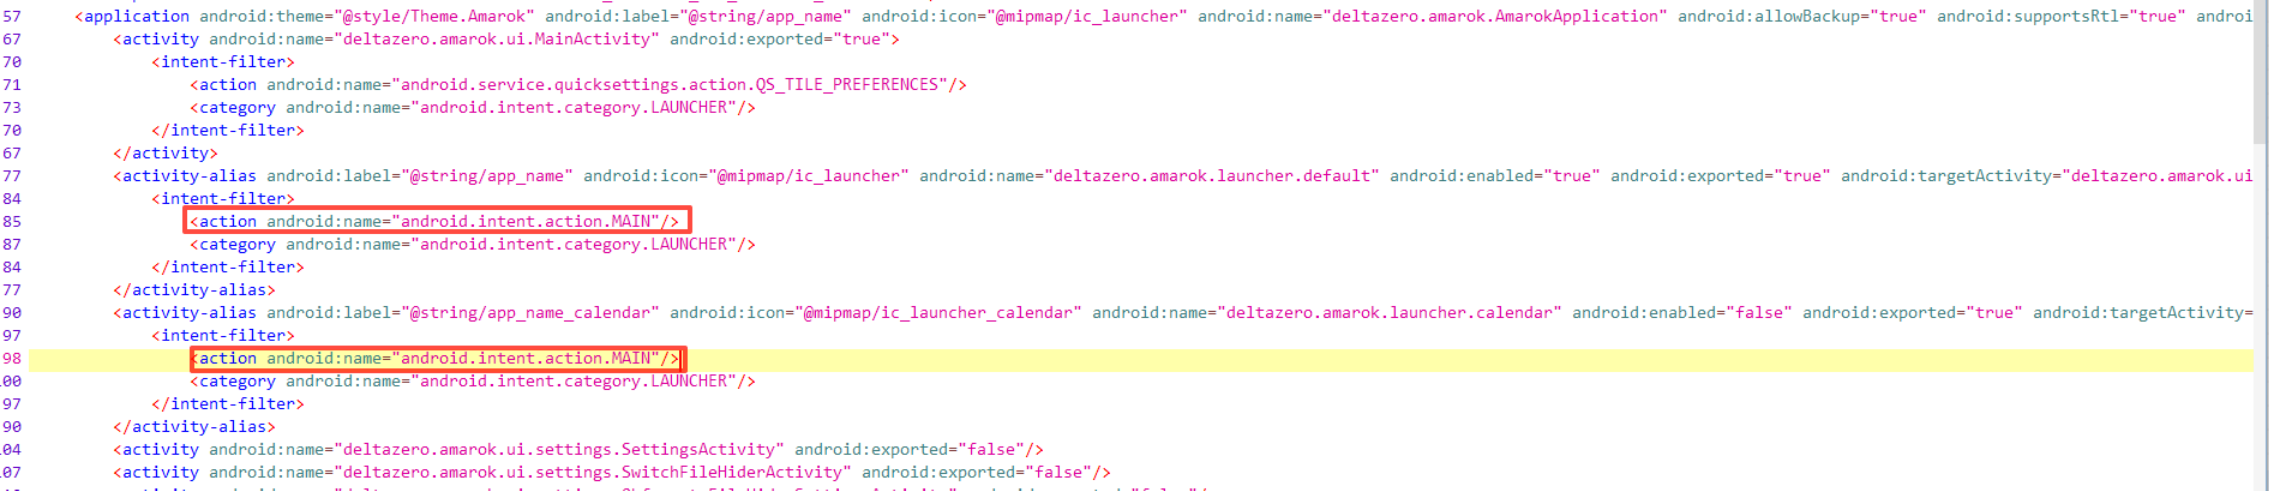 57 <application android:theme="@style/Theme.Amarok" android:label="@string/app_name" android:icon="@mipmap/ic_launcher" android:name="deltazero.amarok.AmarokApplication" android:allowBackup="true" android:supportsRtl="true" androi
67 <activity android:name="deltazero.amarok.ui.MainActivity" android:exported="true">
70 <intent-filter>
71 <action android:name="android.service.quicksettings.action.QS_TILE_PREFERENCES"/>
73 <category android:name="android.intent.category.LAUNCHER"/>
70 </intent-filter>
67 </activity>
77 <activity-alias android:label="@string/app_name" android:icon="@mipmap/ic_launcher" android:name="deltazero.amarok.launcher.default" android:enabled="true" android:exported="true" android:targetActivity="deltazero.amarok.ui
84 <intent-filter>
85 <action android:name="android.intent.action.MAIN"/>
87 <category android:name="android.intent.category.LAUNCHER"/>
84 </intent-filter>
77 </activity-alias>
90 <activity-alias android:label="@string/app_name_calendar" android:icon="@mipmap/ic_launcher_calendar" android:name="deltazero.amarok.launcher.calendar" android:enabled="false" android:exported="true" android:targetActivity=
97 <intent-filter>
98 <action android:name="android.intent.action.MAIN"/>
00 <category android:name="android.intent.category.LAUNCHER"/>
97 </intent-filter>
90 </activity-alias>
04 <activity android:name="deltazero.amarok.ui.settings.SettingsActivity" android:exported="false"/>
07 <activity android:name="deltazero.amarok.ui.settings.SwitchFileHiderActivity" android:exported="false"/>